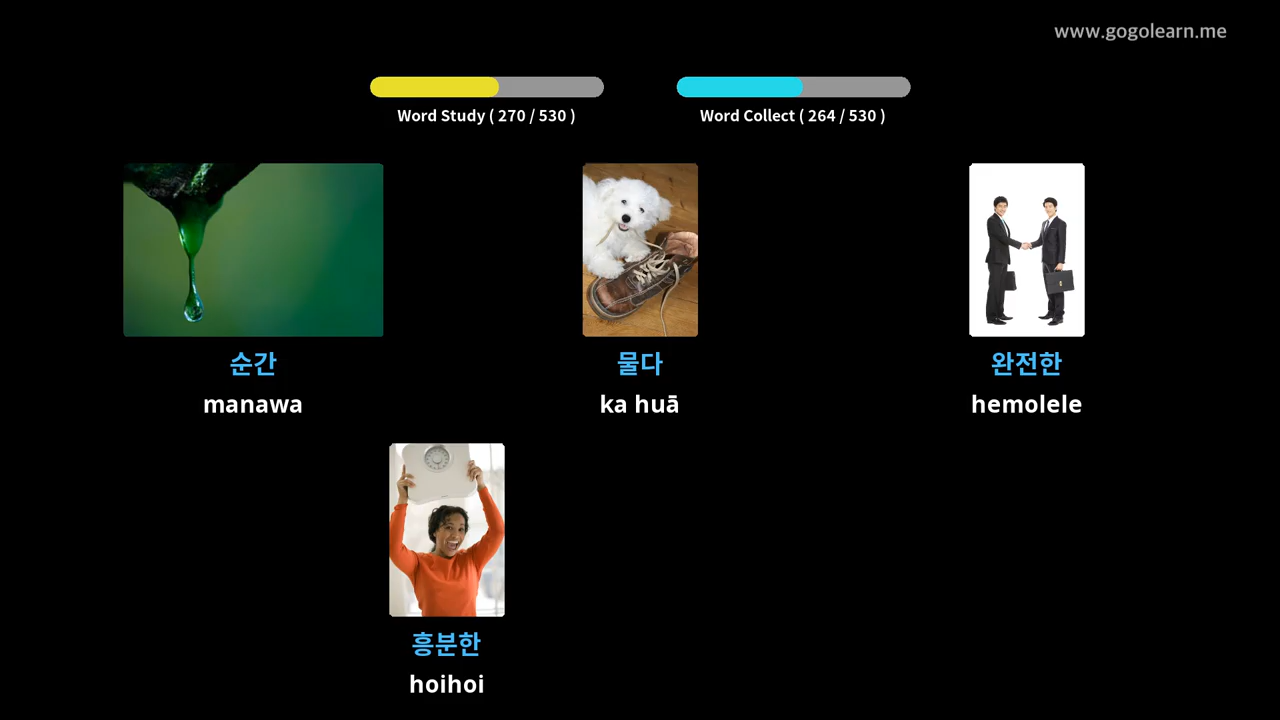 www.gogolearn.me
Word Study ( 270 / 530 )
Word Collect ( 264 / 530 )
순간
manawa
물다
ka huā
완전한
hemolele
흥분한
hoihoi